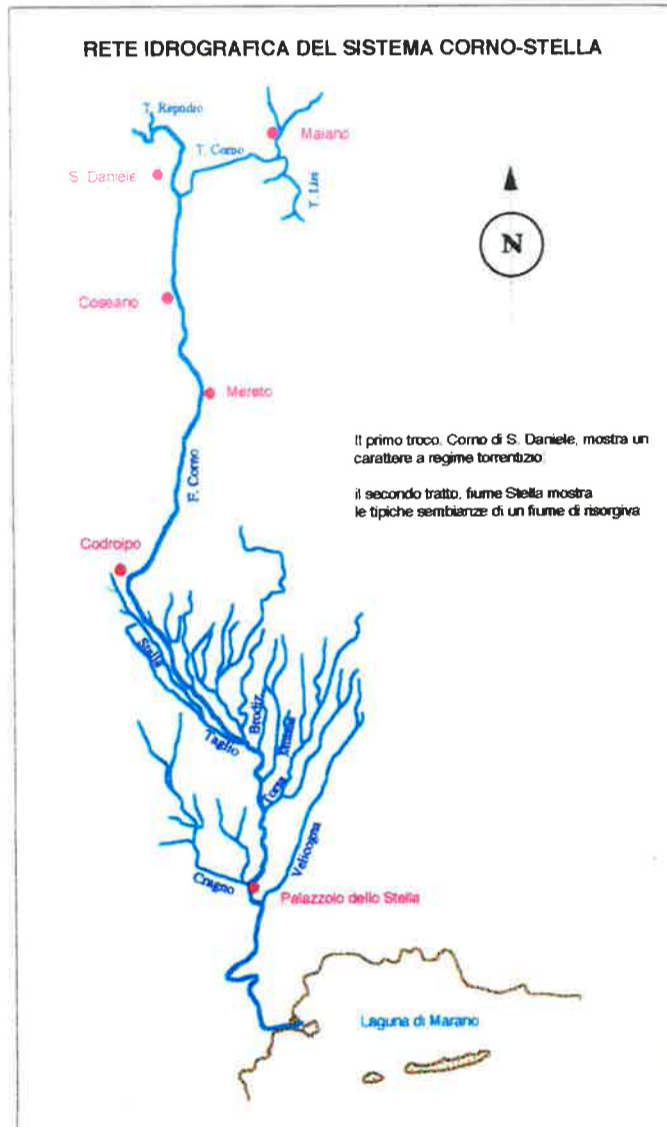 RETE IDROGRAFICA DEL SISTEMA CORNO-STELLA
T. Repudio
Maiano
T. Corno
S. Daniele
T. Lini
N
Coseano
Mereto
Il primo troco, Corno di S. Daniele, mostra un
carattere a regime torrentizio.
il secondo tratto, fiume Stella mostra
le tipiche sembianze di un fiume di risorgiva
F. Corno
Codroipo
Stella
Brodiz
Taglio
Torsa
Velicogna
Cragno
Palazzolo dello Stella
Laguna di Marano